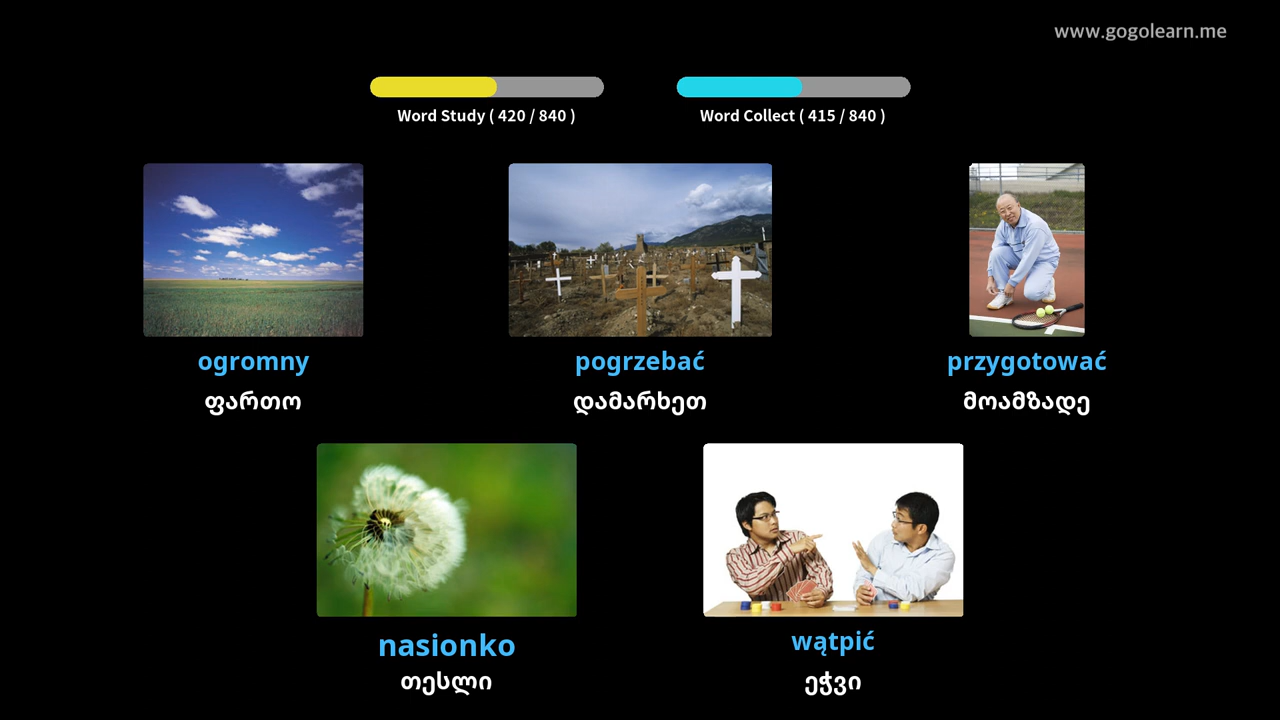 www.gogolearn.me
Word Study ( 420 / 840 )
Word Collect ( 415 / 840 )
ogromny
ფართო
pogrzebać
დამარხეთ
przygotować
მოამზადე
nasionko
თესლი
wątpić
ეჭვი